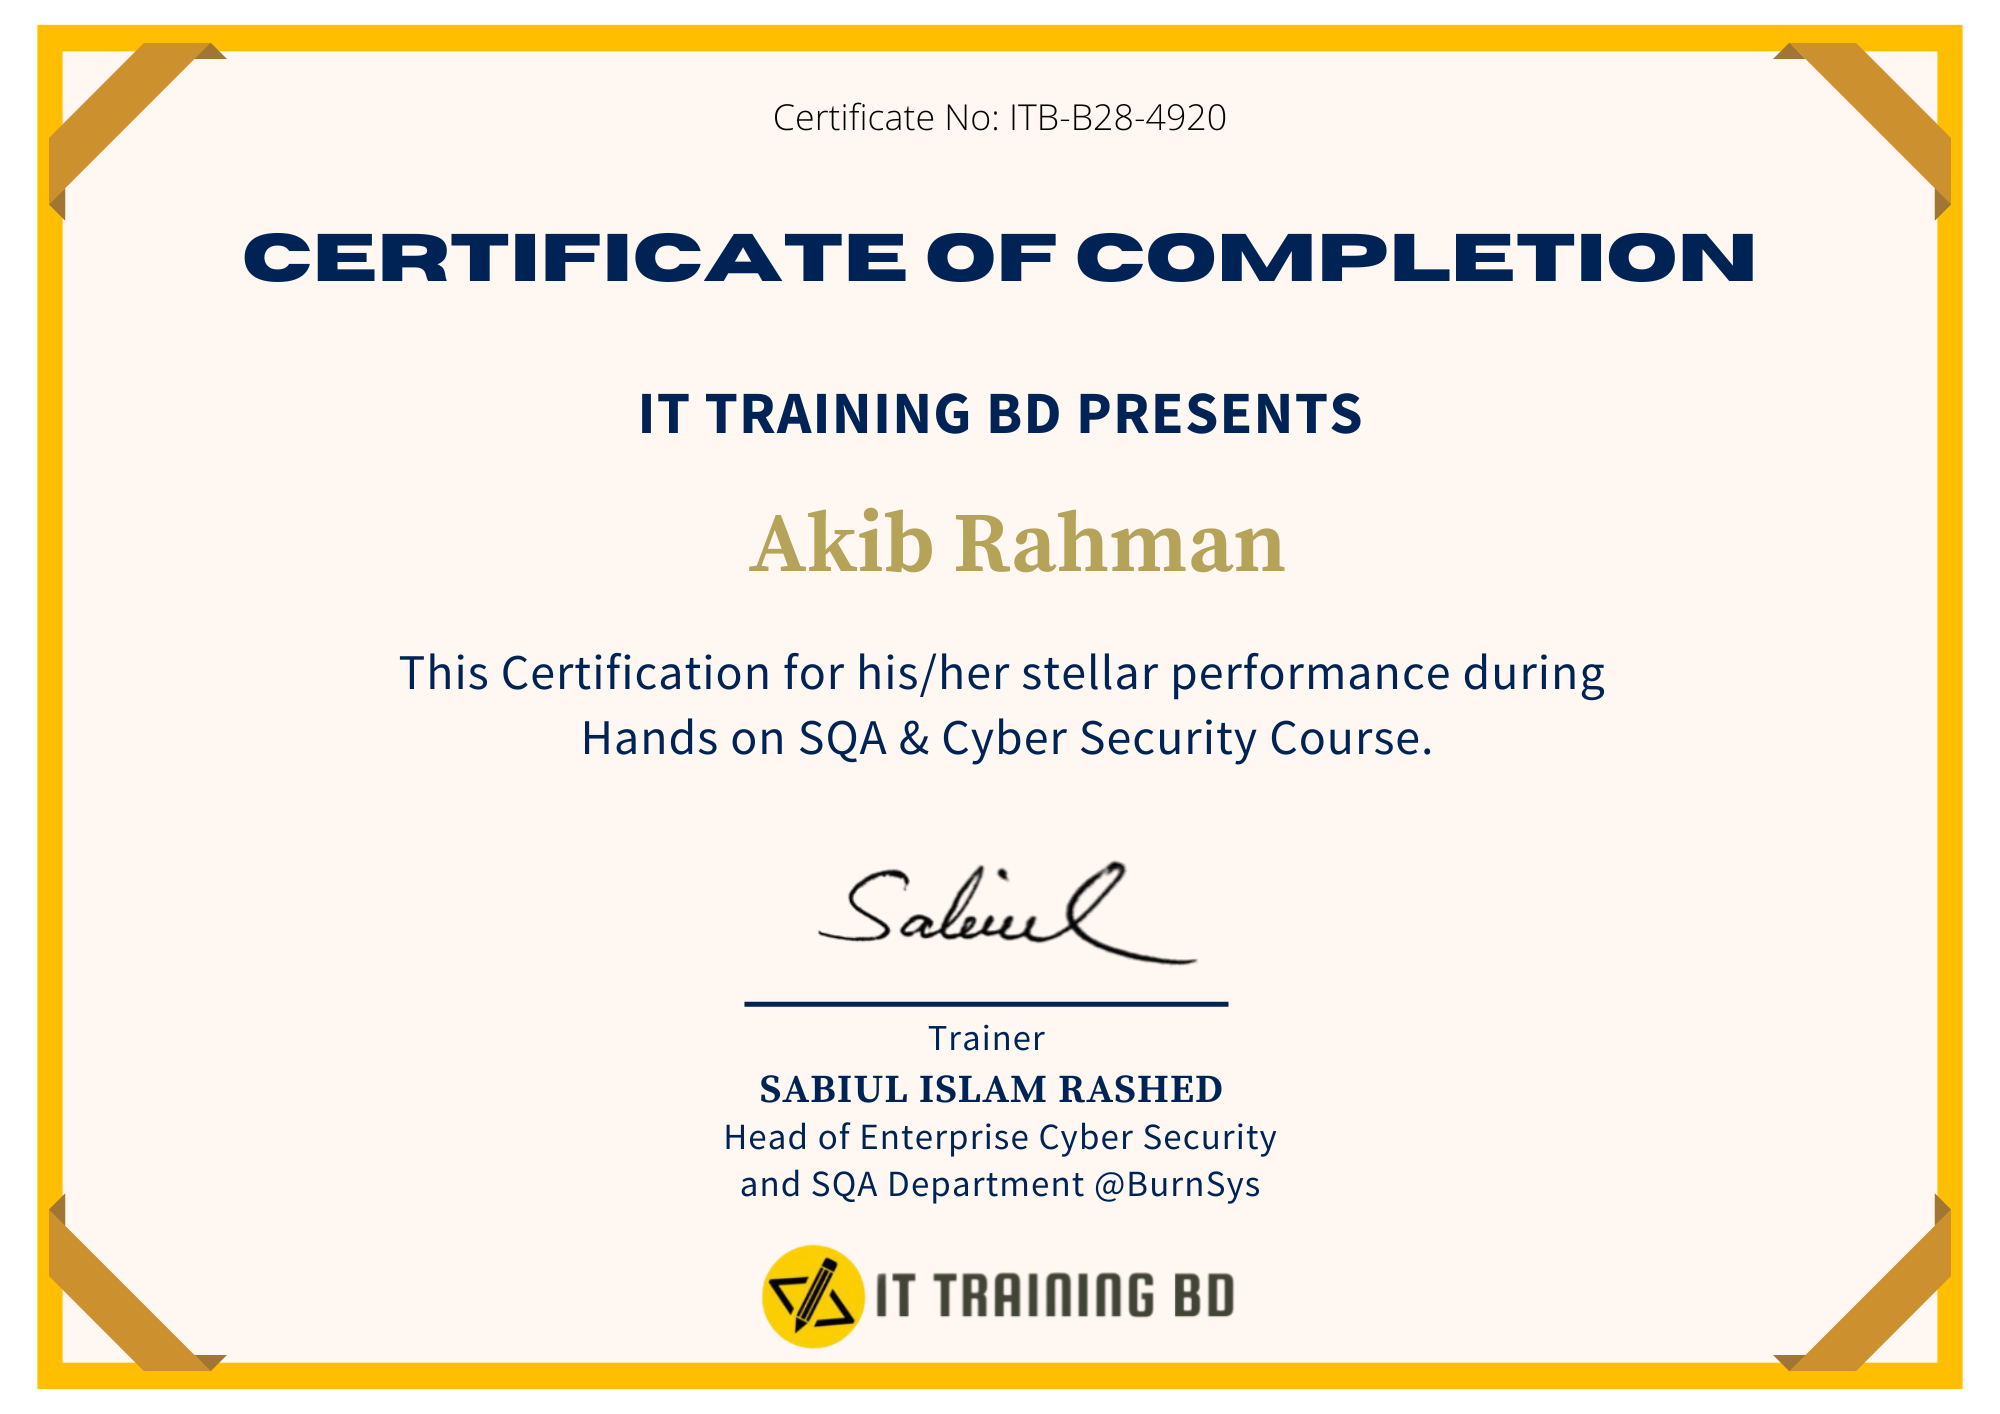 Certificate No: ITB-B28-4920
CERTIFICATE OF COMPLETION
IT TRAINING BD PRESENTS
Akib Rahman
This Certification for his/her stellar performance during
Hands on SQA & Cyber Security Course.
Sabiul
Trainer
SABIUL ISLAM RASHED
Head of Enterprise Cyber Security
and SQA Department @BurnSys
IT TRAINING BD